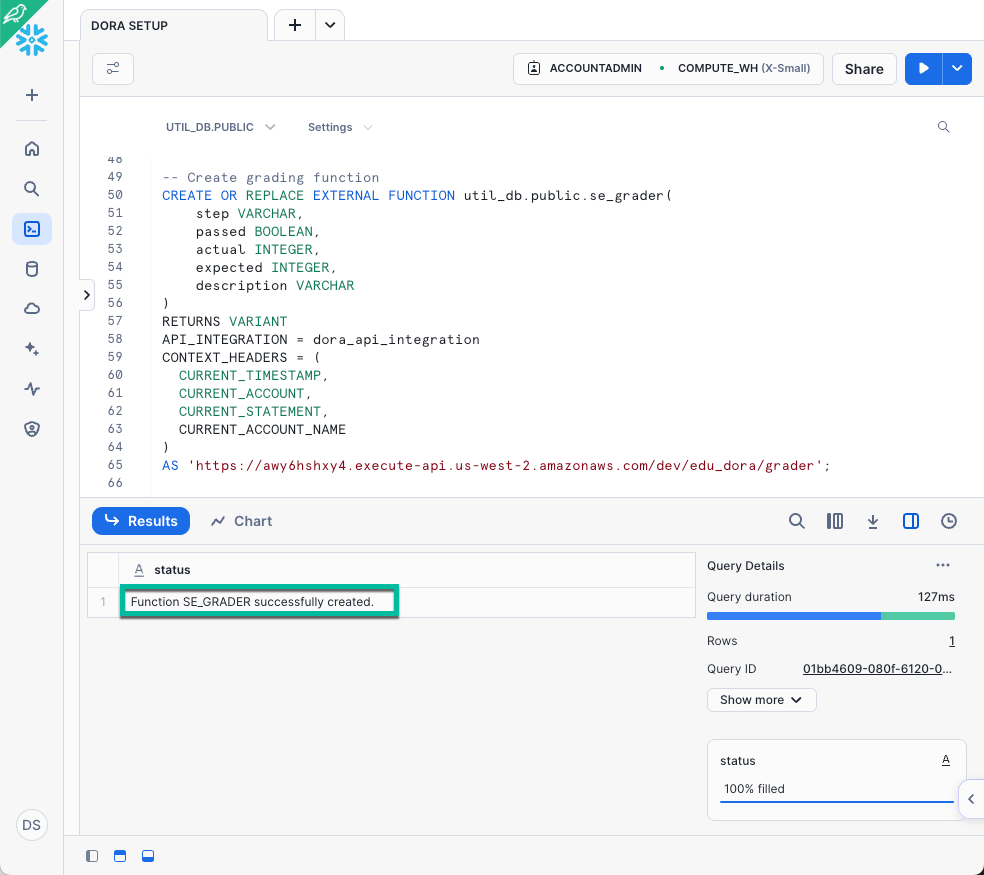 DORA SETUP
ACCOUNTADMIN • COMPUTE_WH (X-Small)
Share
UTIL_DB.PUBLIC
Settings
48
49 -- Create grading function
50 CREATE OR REPLACE EXTERNAL FUNCTION util_db.public.se_grader(
51 step VARCHAR,
52 passed BOOLEAN,
53 actual INTEGER,
54 expected INTEGER,
55 description VARCHAR
56 )
57 RETURNS VARIANT
58 API_INTEGRATION = dora_api_integration
59 CONTEXT_HEADERS = (
60 CURRENT_TIMESTAMP,
61 CURRENT_ACCOUNT,
62 CURRENT_STATEMENT,
63 CURRENT_ACCOUNT_NAME
64 )
65 AS 'https://awy6hshxy4.execute-api.us-west-2.amazonaws.com/dev/edu_dora/grader';
66
Results
Chart
A status
1 Function SE_GRADER successfully created.
Query Details
Query duration 127ms
Rows 1
Query ID 01bb4609-080f-6120-0...
Show more
status A
100% filled
DS